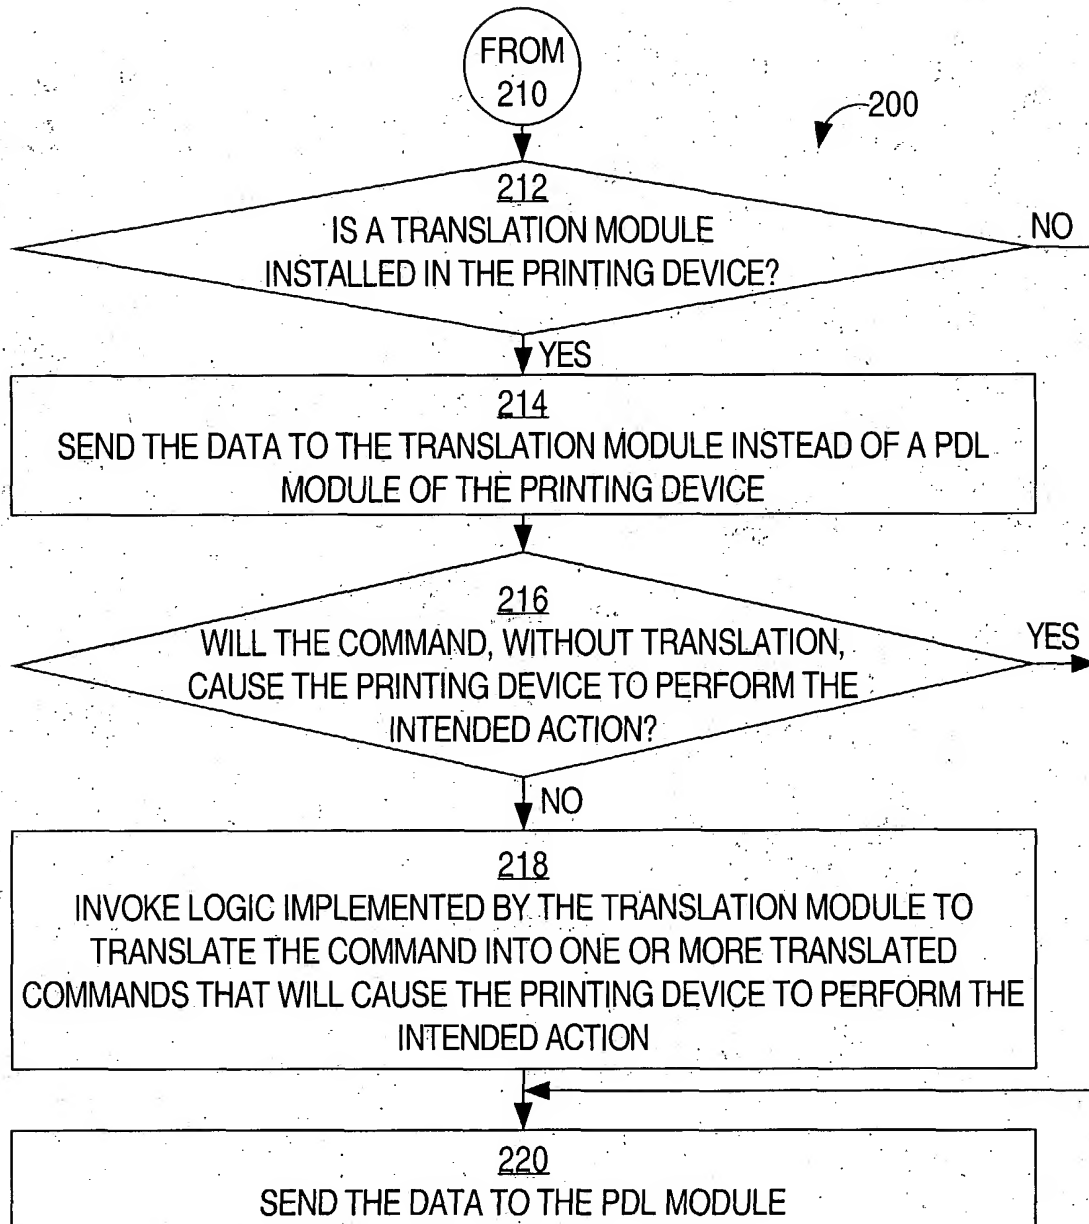 FROM
210
200
212
IS A TRANSLATION MODULE
INSTALLED IN THE PRINTING DEVICE?
NO
YES
214
SEND THE DATA TO THE TRANSLATION MODULE INSTEAD OF A PDL
MODULE OF THE PRINTING DEVICE
216
WILL THE COMMAND, WITHOUT TRANSLATION,
CAUSE THE PRINTING DEVICE TO PERFORM THE
INTENDED ACTION?
YES
NO
218
INVOKE LOGIC IMPLEMENTED BY THE TRANSLATION MODULE TO
TRANSLATE THE COMMAND INTO ONE OR MORE TRANSLATED
COMMANDS THAT WILL CAUSE THE PRINTING DEVICE TO PERFORM THE
INTENDED ACTION
220
SEND THE DATA TO THE PDL MODULE